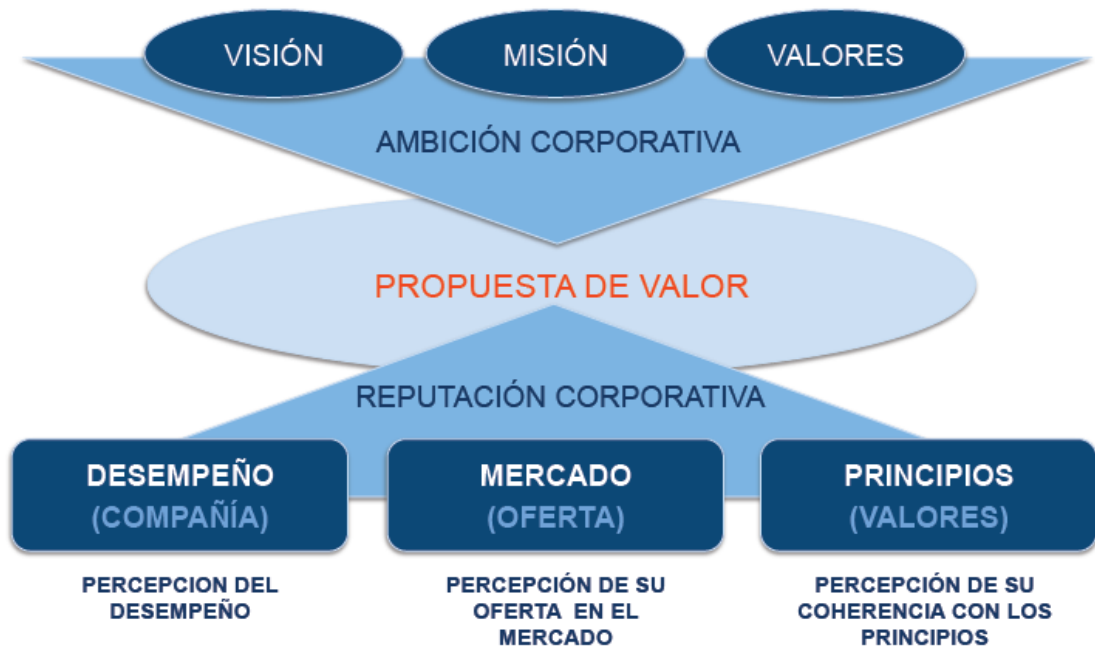 VISIÓN
MISIÓN
VALORES
AMBICIÓN CORPORATIVA
PROPUESTA DE VALOR
REPUTACIÓN CORPORATIVA
DESEMPEÑO
(COMPAÑÍA)
MERCADO
(OFERTA)
PRINCIPIOS
(VALORES)
PERCEPCION DEL
DESEMPEÑO
PERCEPCIÓN DE SU
OFERTA EN EL
MERCADO
PERCEPCIÓN DE SU
COHERENCIA CON LOS
PRINCIPIOS